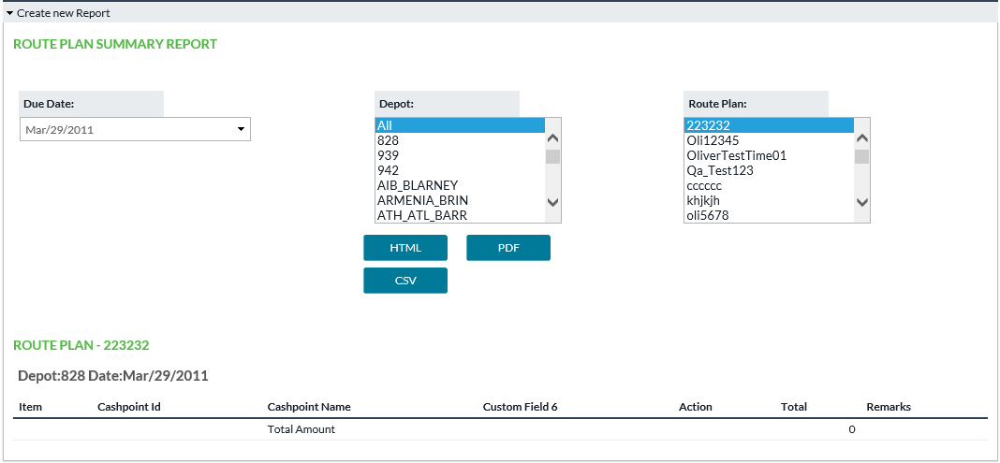 Create new Report
ROUTE PLAN SUMMARY REPORT
Due Date:
Mar/29/2011
Depot:
All
828
939
942
AIB_BLARNEY
ARMENIA_BRIN
ATH_ATL_BARR
Route Plan:
223232
Oli12345
OliverTestTime01
Qa_Test123
cccccc
khjkjh
oli5678
HTML PDF
CSV
ROUTE PLAN - 223232
Depot:828 Date:Mar/29/2011
Item Cashpoint Id Cashpoint Name Custom Field 6 Action Total Remarks
Total Amount 0